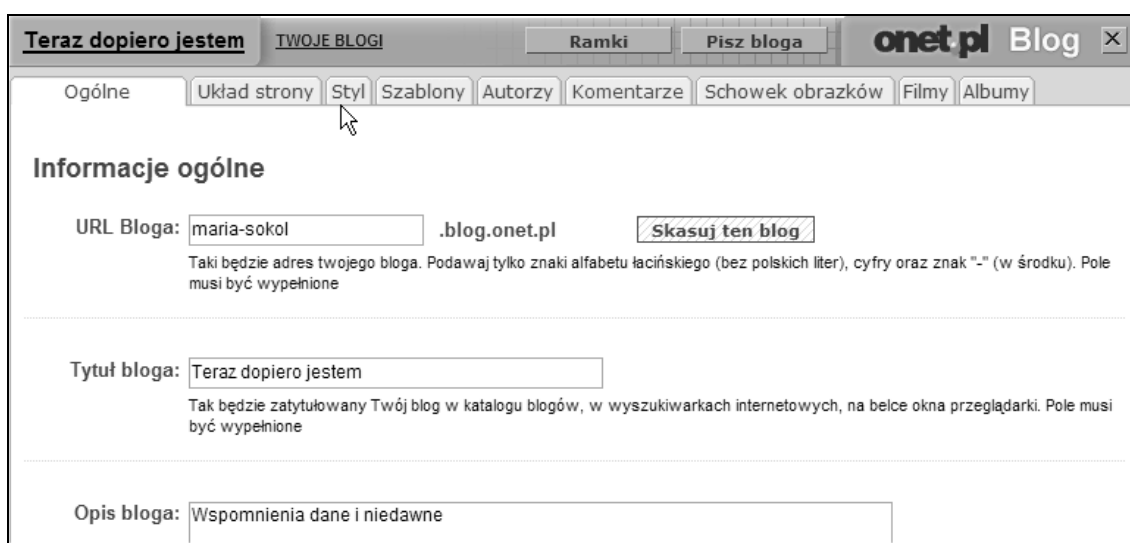 Teraz dopiero jestem TWOJE BLOGI Ramki Pisz bloga onet.pl Blog
Ogólne Układ strony Styl Szablony Autorzy Komentarze Schowek obrazków Filmy Albumy
Informacje ogólne
URL Bloga: maria-sokol .blog.onet.pl Skasuj ten blog
Taki będzie adres twojego bloga. Podawaj tylko znaki alfabetu łacińskiego (bez polskich liter), cyfry oraz znak "-" (w środku). Pole
musi być wypełnione
Tytuł bloga: Teraz dopiero jestem
Tak będzie zatytułowany Twój blog w katalogu blogów, w wyszukiwarkach internetowych, na belce okna przeglądarki. Pole musi
być wypełnione
Opis bloga: Wspomnienia dane i niedawne